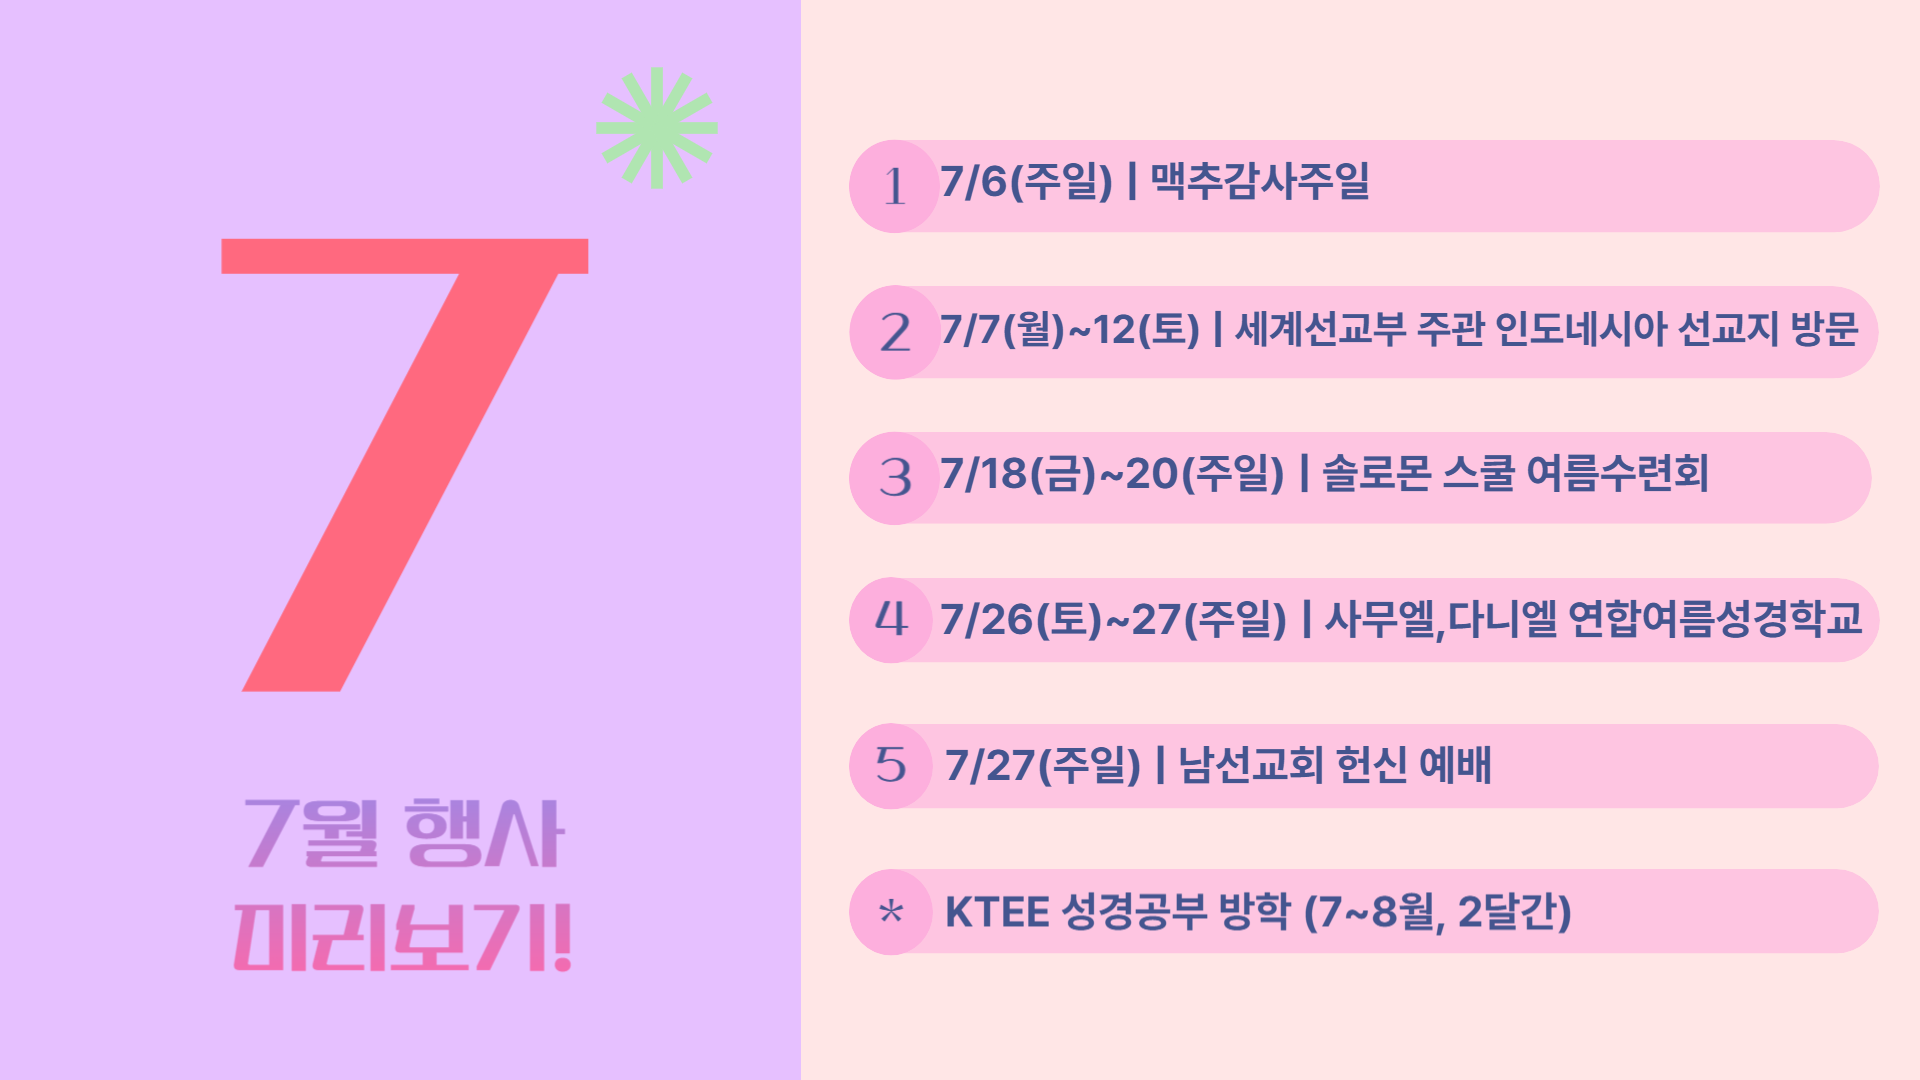 7
7월 행사
미리보기!
1 7/6(주일) | 맥추감사주일
2 7/7(월)~12(토) | 세계선교부 주관 인도네시아 선교지 방문
3 7/18(금)~20(주일) | 솔로몬 스쿨 여름수련회
4 7/26(토)~27(주일) | 사무엘,다니엘 연합여름성경학교
5 7/27(주일) | 남선교회 헌신 예배
* KTEE 성경공부 방학 (7~8월, 2달간)